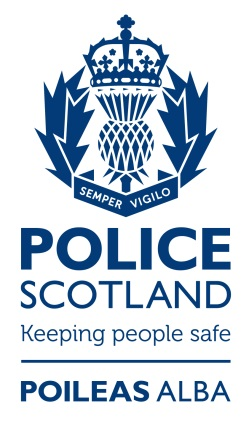 SEMPER VIGILO
POLICE
SCOTLAND
Keeping people safe
POILEAS ALBA